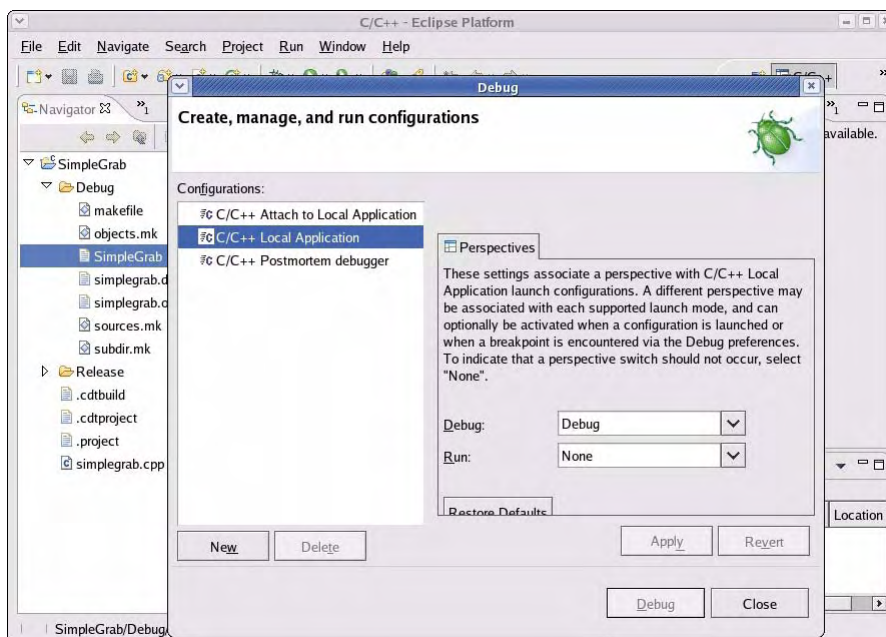 C/C++ - Eclipse Platform
File Edit Navigate Search Project Run Window Help
C/C++
Debug
Navigator
Create, manage, and run configurations
available.
SimpleGrab
Debug
makefile
objects.mk
SimpleGrab
simplegrab.d
simplegrab.o
sources.mk
subdir.mk
Release
.cdtbuild
.cdtproject
.project
simplegrab.cpp
Configurations:
C/C++ Attach to Local Application
C/C++ Local Application
C/C++ Postmortem debugger
Perspectives
These settings associate a perspective with C/C++ Local
Application launch configurations. A different perspective may
be associated with each supported launch mode, and can
optionally be activated when a configuration is launched or
when a breakpoint is encountered via the Debug preferences.
To indicate that a perspective switch should not occur, select
"None".
Debug: Debug
Run: None
Restore Defaults
Location
New Delete
Apply Revert
Debug Close
SimpleGrab/Debug